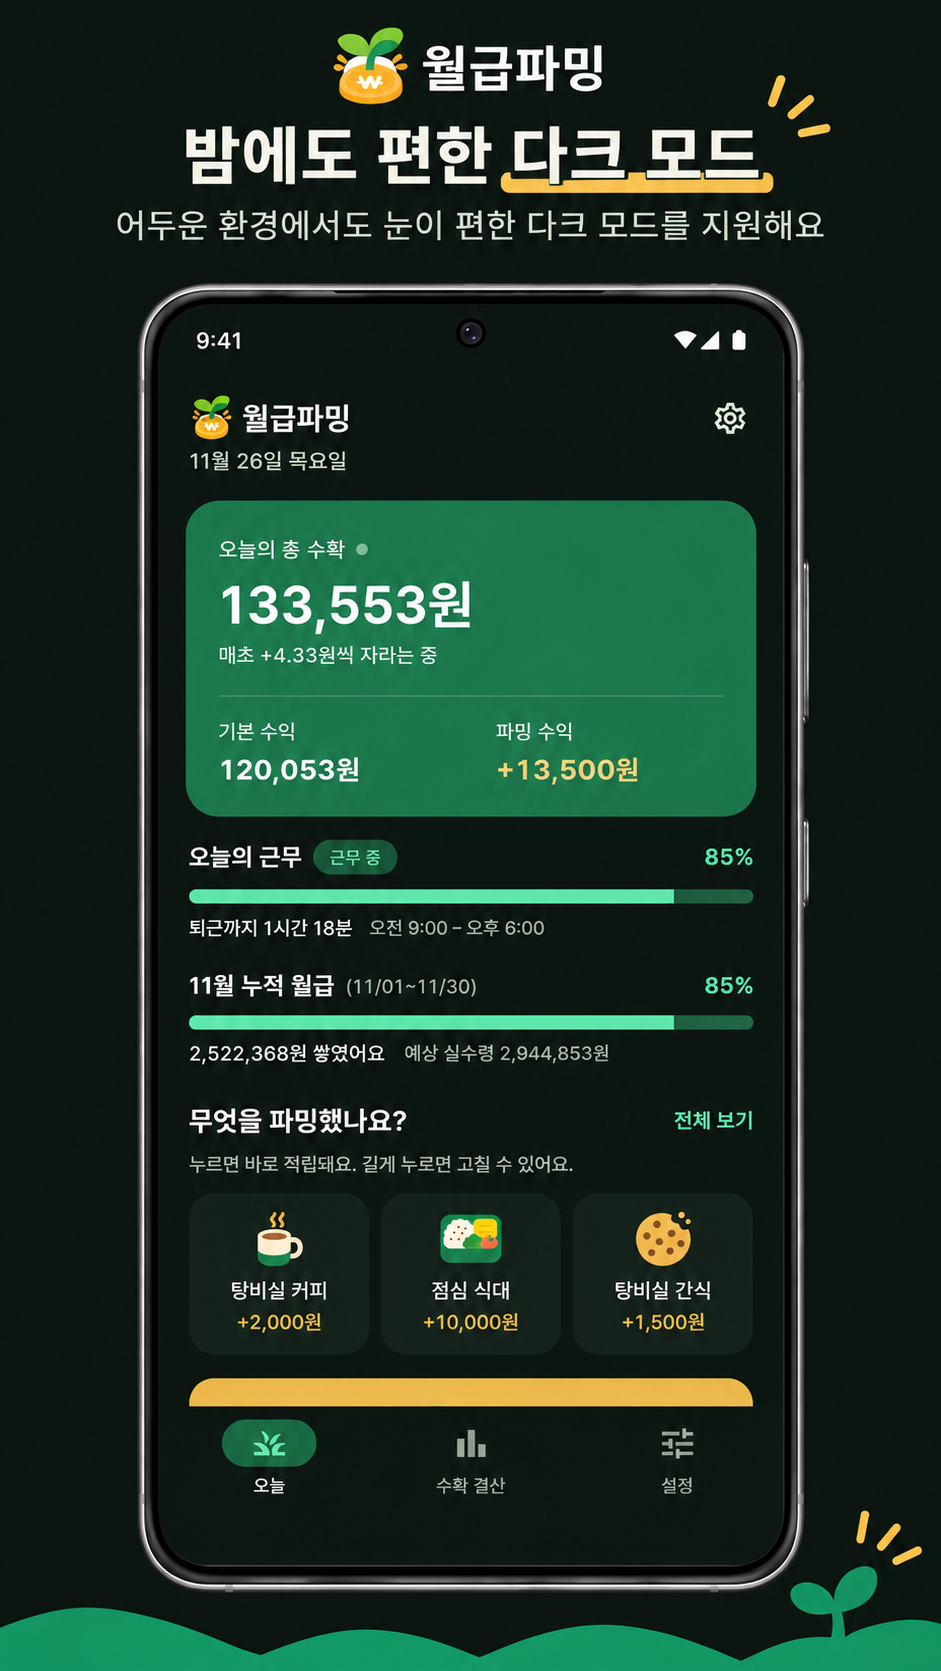 월급파밍
밤에도 편한 다크 모드
어두운 환경에서도 눈이 편한 다크 모드를 지원해요
9:41
월급파밍
11월 26일 목요일
오늘의 총 수확
133,553원
매초 +4.33원씩 자라는 중
기본 수익 파밍 수익
120,053원 +13,500원
오늘의 근무 근무 중 85%
퇴근까지 1시간 18분 오전 9:00 – 오후 6:00
11월 누적 월급 (11/01~11/30) 85%
2,522,368원 쌓였어요 예상 실수령 2,944,853원
무엇을 파밍했나요? 전체 보기
누르면 바로 적립돼요. 길게 누로면 고칠 수 있어요.
탕비실 커피 점심 식대 탕비실 간식
+2,000원 +10,000원 +1,500원
오늘 수확 결산 설정